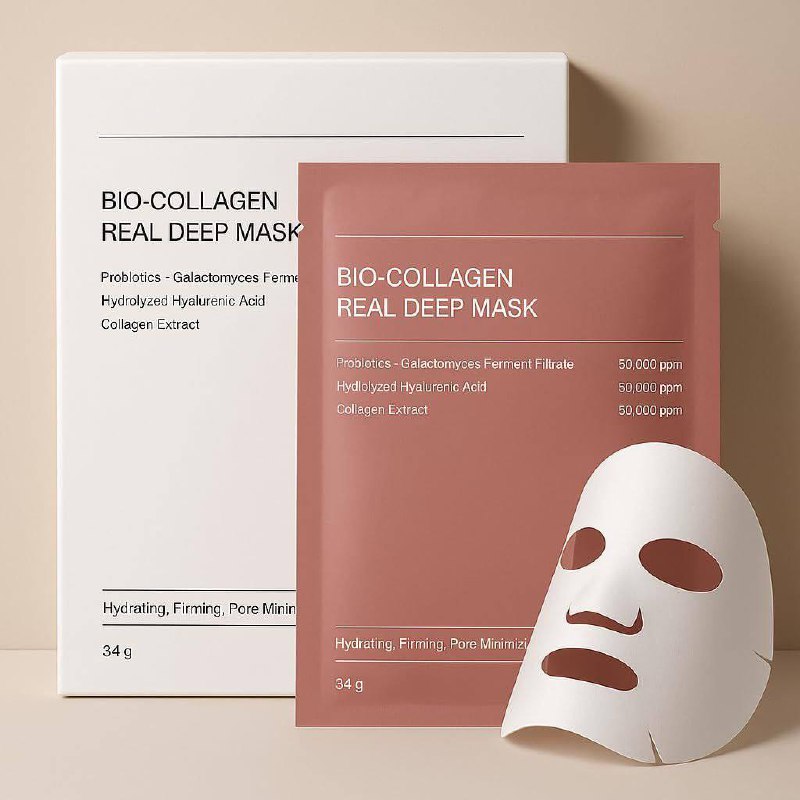 BIO-COLLAGEN
REAL DEEP MASK
Problotics - Galactomyces Ferme
Hydrolyzed Hyalurenic Acid
Collagen Extract
Hydrating, Firming, Pore Minin
34 g
BIO-COLLAGEN
REAL DEEP MASK
Probletics - Galactomyces Ferment Filtrate 50,000 ppm
Hydlolyzed Hyalurenic Acid 50,000 ppm
Collagen Extract 50,000 ppm
Hydrating, Firming, Pore Minimizi
34 g